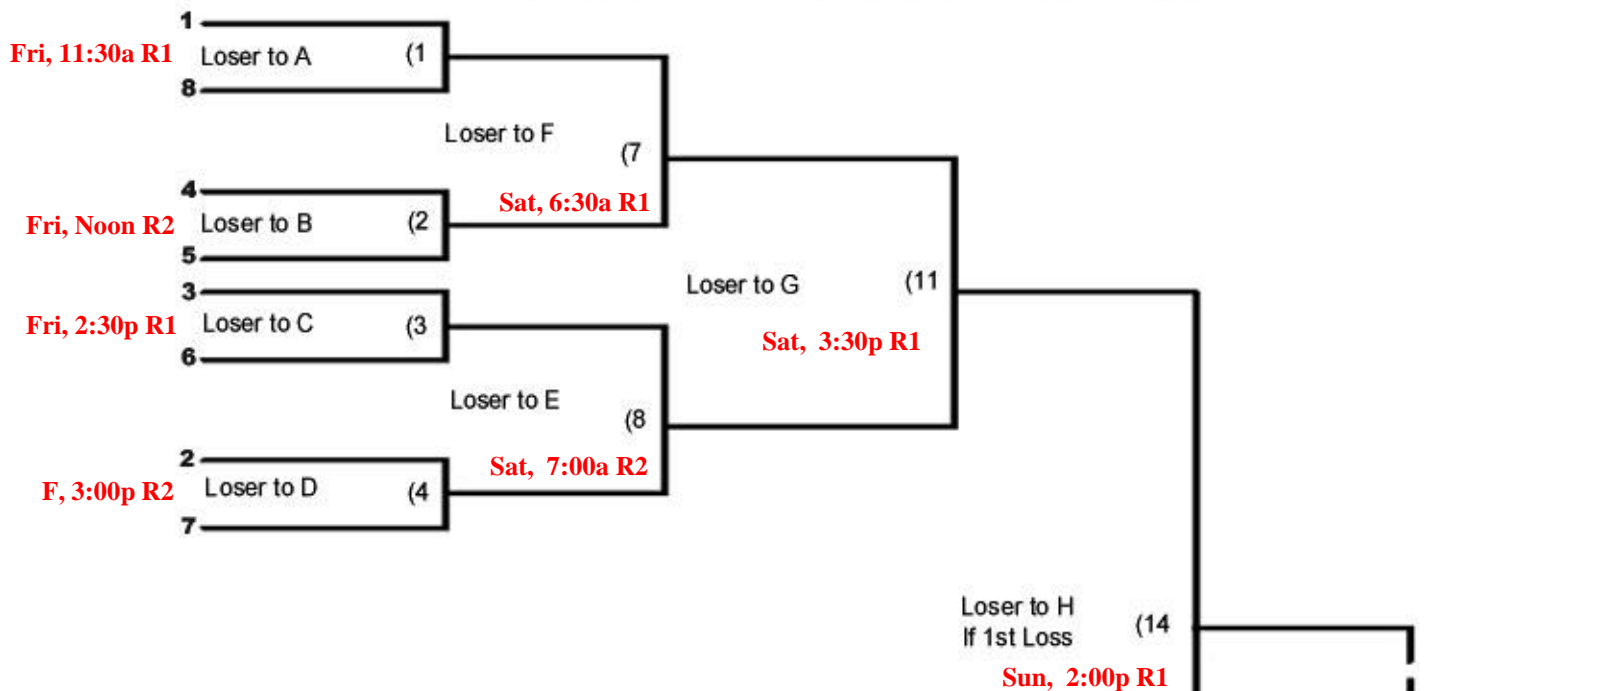 1
Fri, 11:30a R1 Loser to A (1
8
Loser to F
(7
4
Sat, 6:30a R1
Fri, Noon R2 Loser to B (2
5
Loser to G (11
3
Fri, 2:30p R1 Loser to C (3
Sat, 3:30p R1
6
Loser to E
(8
2
Sat, 7:00a R2
F, 3:00p R2 Loser to D (4
7
Loser to H
If 1st Loss (14
Sun, 2:00p R1